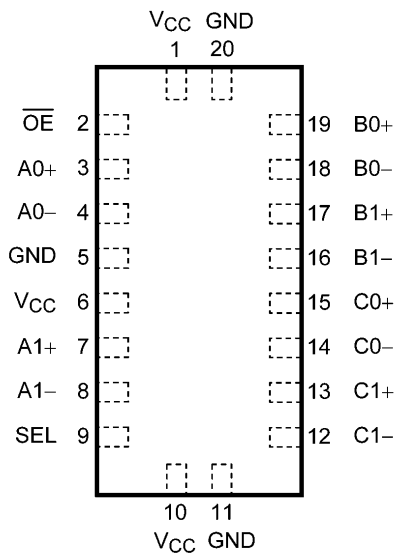 VCC GND
1 20
OE 2 19 B0+
A0+ 3 18 B0–
A0– 4 17 B1+
GND 5 16 B1–
VCC 6 15 C0+
A1+ 7 14 C0–
A1– 8 13 C1+
SEL 9 12 C1–
10 11
VCC GND